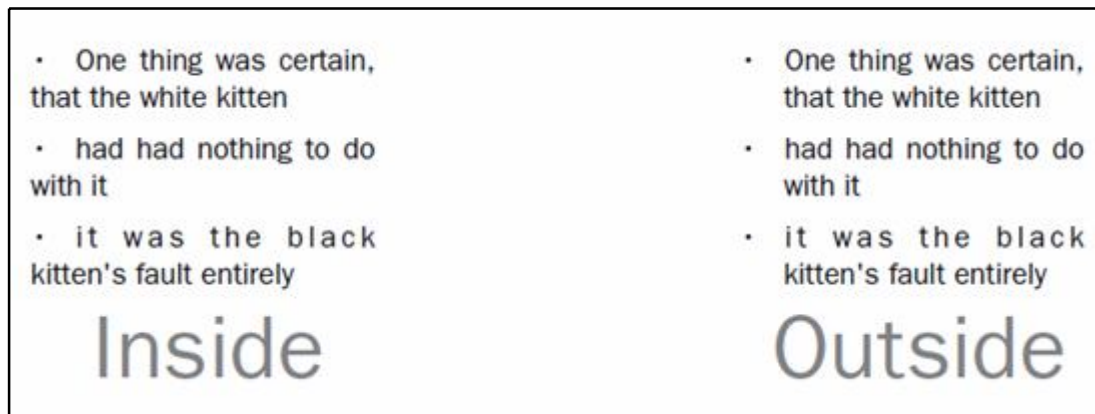 · One thing was certain,
that the white kitten
· had had nothing to do
with it
· it was the black
kitten's fault entirely
Inside
· One thing was certain,
that the white kitten
· had had nothing to do
with it
· it was the black
kitten's fault entirely
Outside